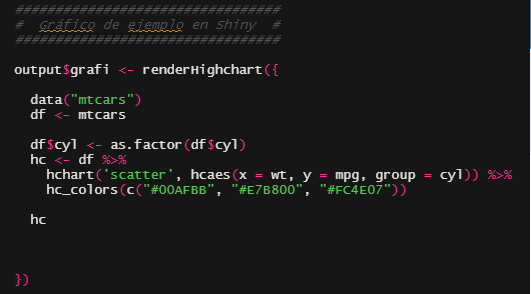 #################################
#  Gráfico de ejemplo en Shiny  #
#################################
output$grafi <- renderHighchart({
data("mtcars")
df <- mtcars
df$cyl <- as.factor(df$cyl)
hc <- df %>%
hchart('scatter', hcaes(x = wt, y = mpg, group = cyl)) %>%
hc_colors(c("#00AFBB", "#E7B800", "#FC4E07"))
hc
})